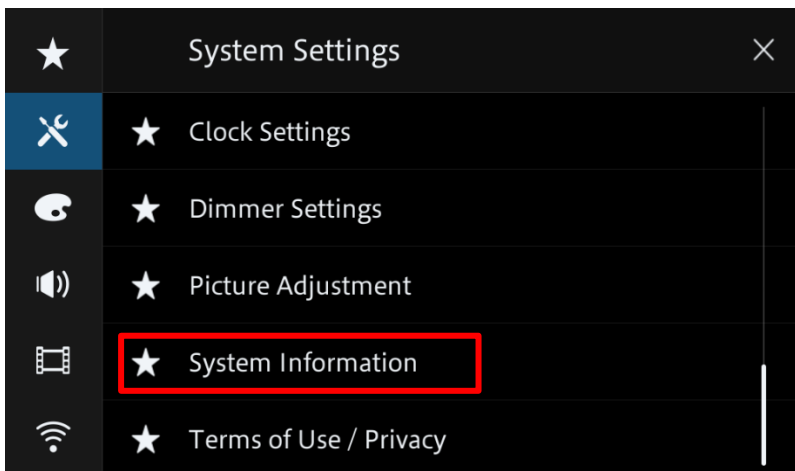 System Settings
Clock Settings
Dimmer Settings
Picture Adjustment
System Information
Terms of Use / Privacy